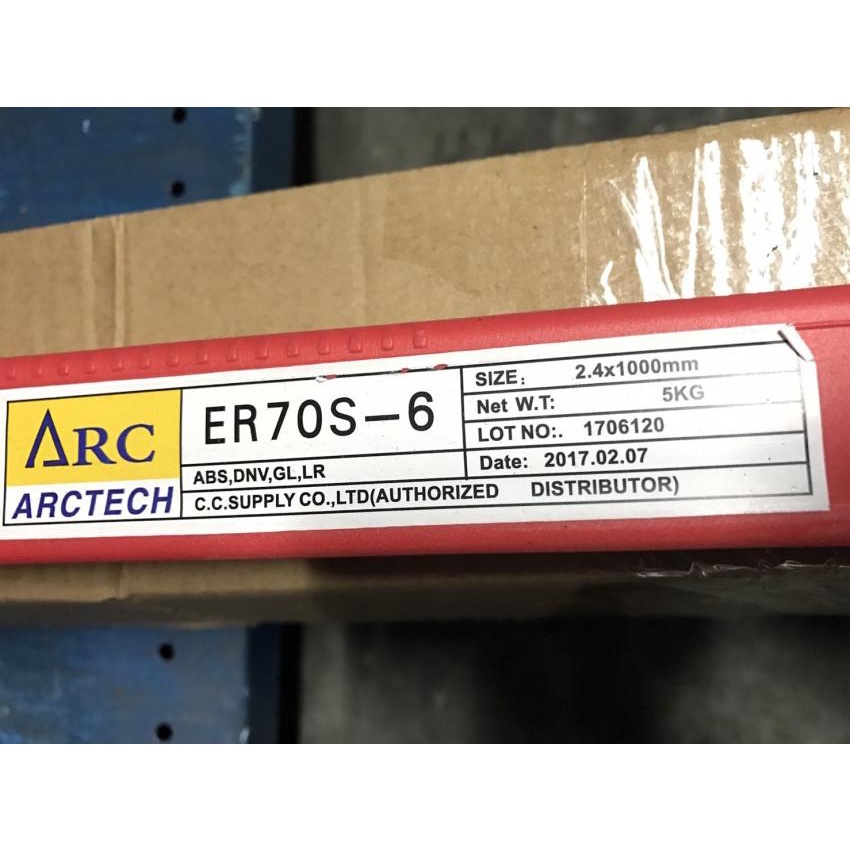 ARC
ARCTECH
ER70S-6
ABS,DNV,GL,LR
C.C.SUPPLY CO.,LTD(AUTHORIZED DISTRIBUTOR)
SIZE: 2.4x1000mm
Net W.T: 5KG
LOT NO:. 1706120
Date: 2017.02.07